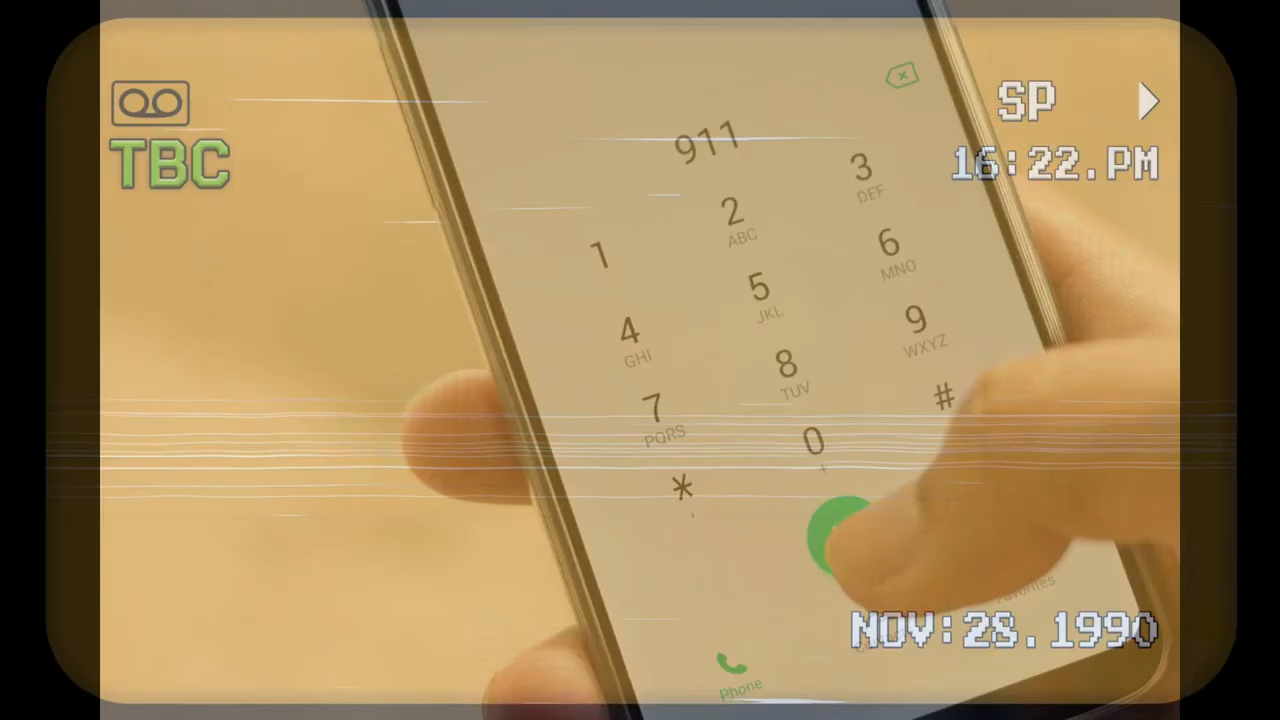 SP
TBC
16:22.PM
911
1
2
ABC
3
DEF
4
GHI
5
JKL
6
MNO
7
PQRS
8
TUV
9
WXYZ
*
,
0
+
#
Favorites
NOV:28.1990
Phone